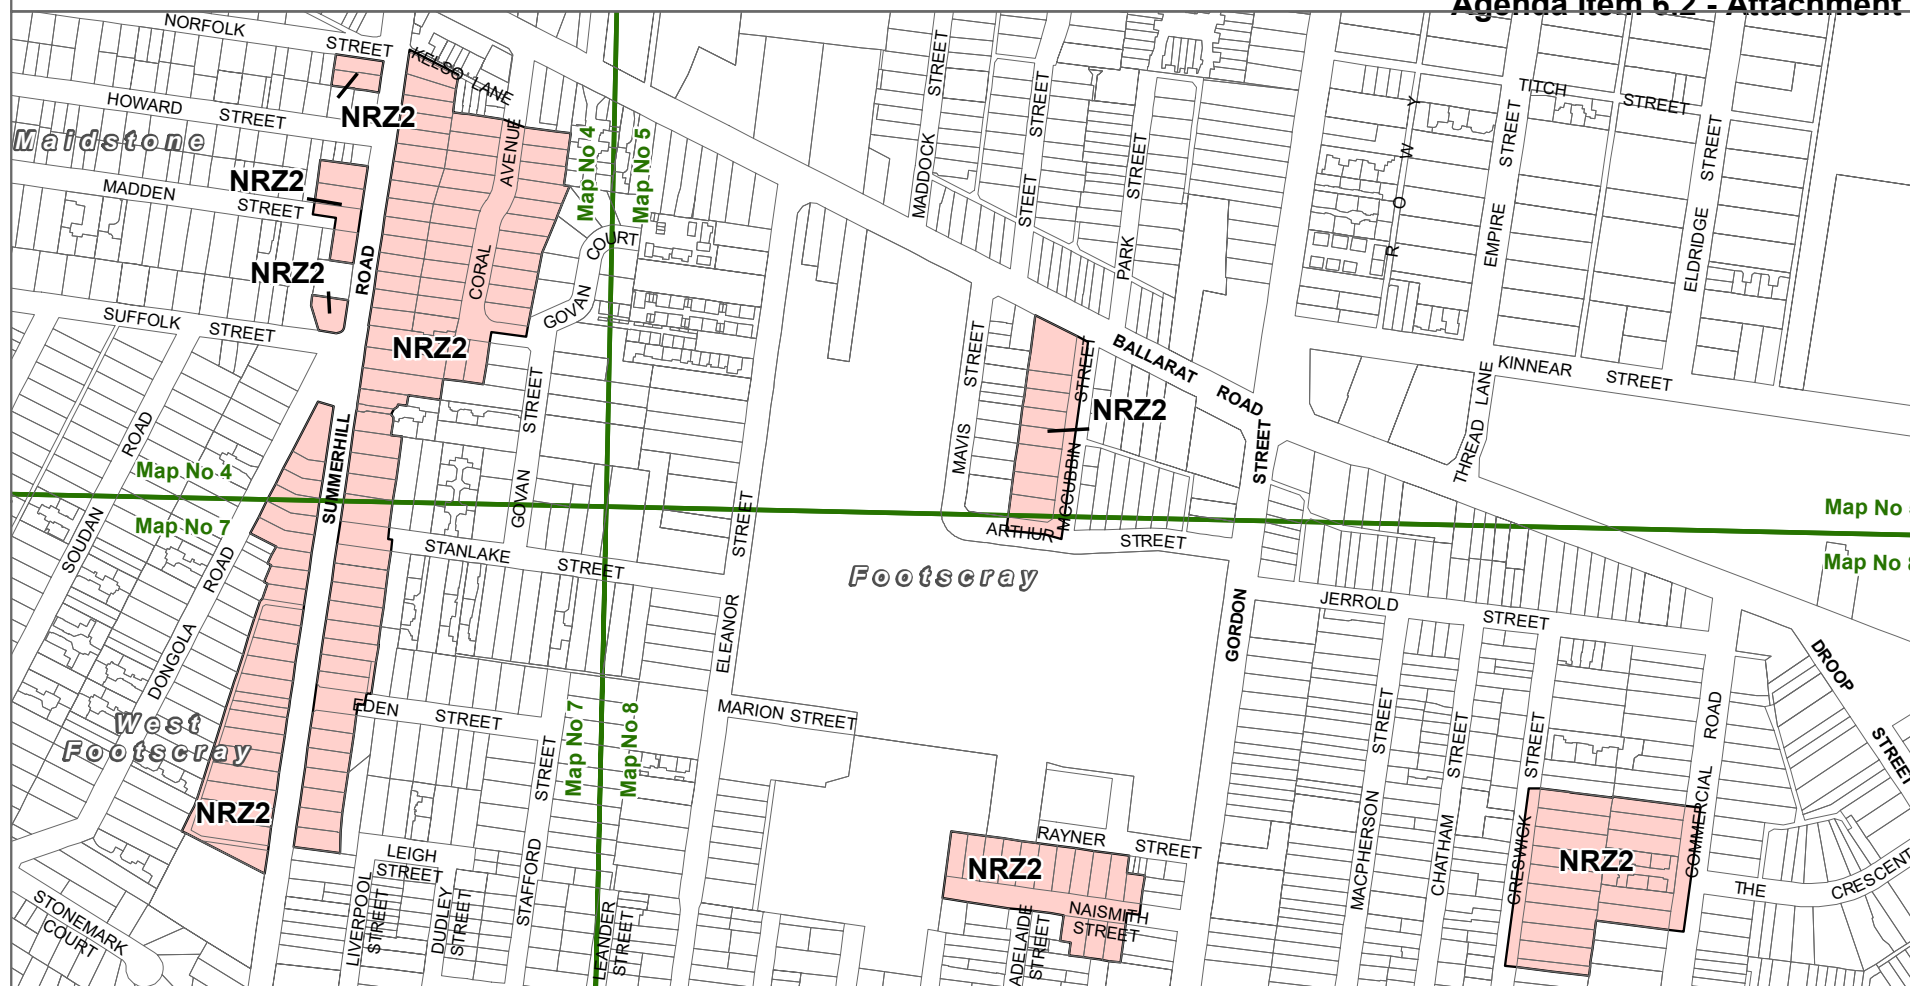 Agenda Item 6.2 - Attachment
NORFOLK STREET
KELSO LANE
NRZ2
HOWARD STREET
Maidstone
NRZ2
MADDEN STREET
NRZ2
SUFFOLK STREET
ROAD
SUMMERHILL
CORAL AVENUE
NRZ2
GOVAN COURT
Map No 4
Map No 5
GOVAN STREET
MADDOCK STREET
STEET STREET
PARK STREET
ROWY
TITCH STREET
EMPIRE STREET
ELDRIDGE STREET
BALLARAT ROAD
KINNEAR STREET
THREAD LANE
MAVIS STREET
MCCUBBIN STREET
NRZ2
ARTHUR STREET
GORDON STREET
Map No 4
Map No 7
SOUDAN ROAD
DONGOLA ROAD
STANLAKE STREET
ELEANOR STREET
Footscray
Map No
Map No
JERROLD STREET
DROOP STREET
West
Footscray
NRZ2
EDEN STREET
Map No 7
Map No 8
MARION STREET
MACPHERSON STREET
CHATHAM STREET
CRESWICK STREET
COMMERCIAL ROAD
NRZ2
THE CRESCENT
RAYNER STREET
NRZ2
NAISMITH
STREET
ADELAIDE
STREET
LEIGH
STREET
LIVERPOOL
STREET
DUDLEY
STREET
STAFFORD STREET
LEANDER
STREET
STONEMARK
COURT